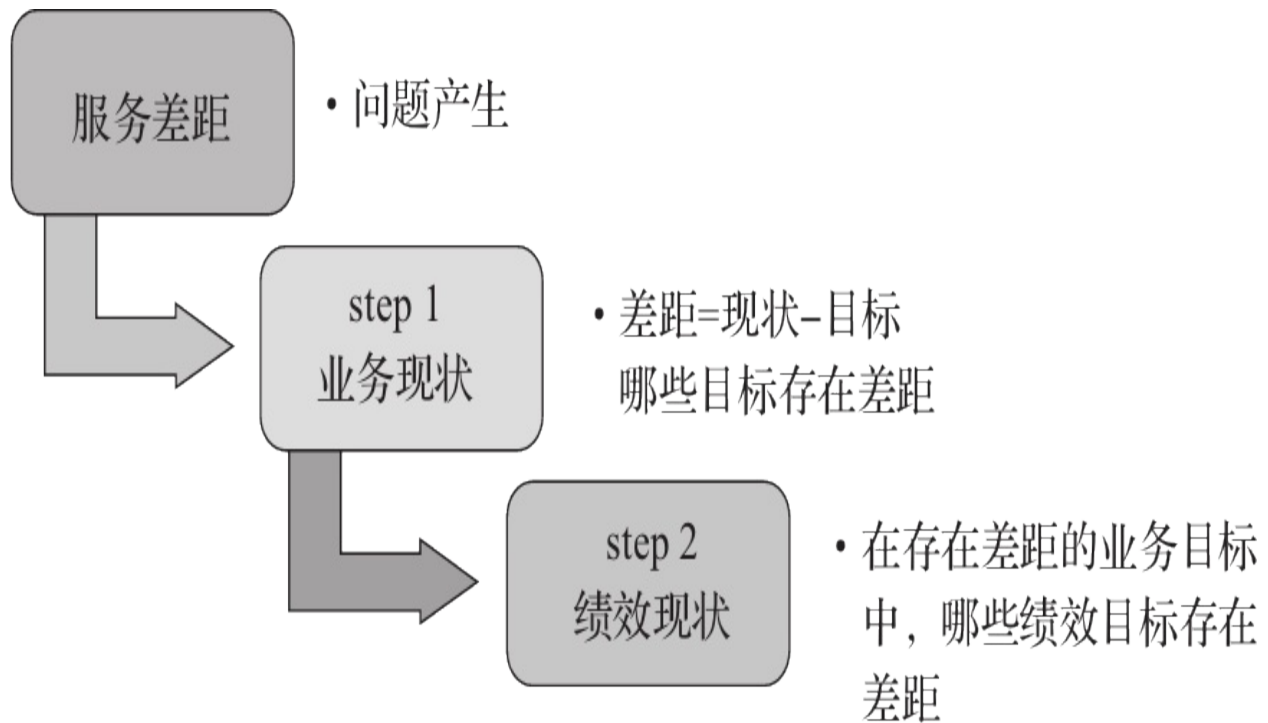 服务差距
·问题产生
step 1
业务现状
·差距=现状-目标
哪些目标存在差距
step 2
绩效现状
·在存在差距的业务目标
中，哪些绩效目标存在
差距